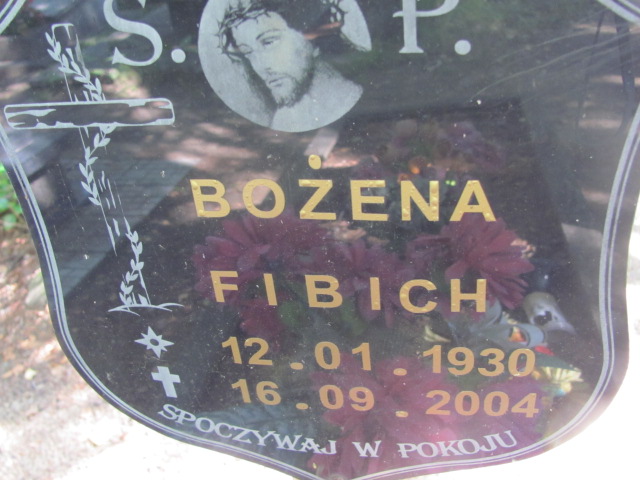 S. P.
BOŻENA
FIBICH
12.01.1930
16.09.2004
SPOCZYWAJ W POKOJU